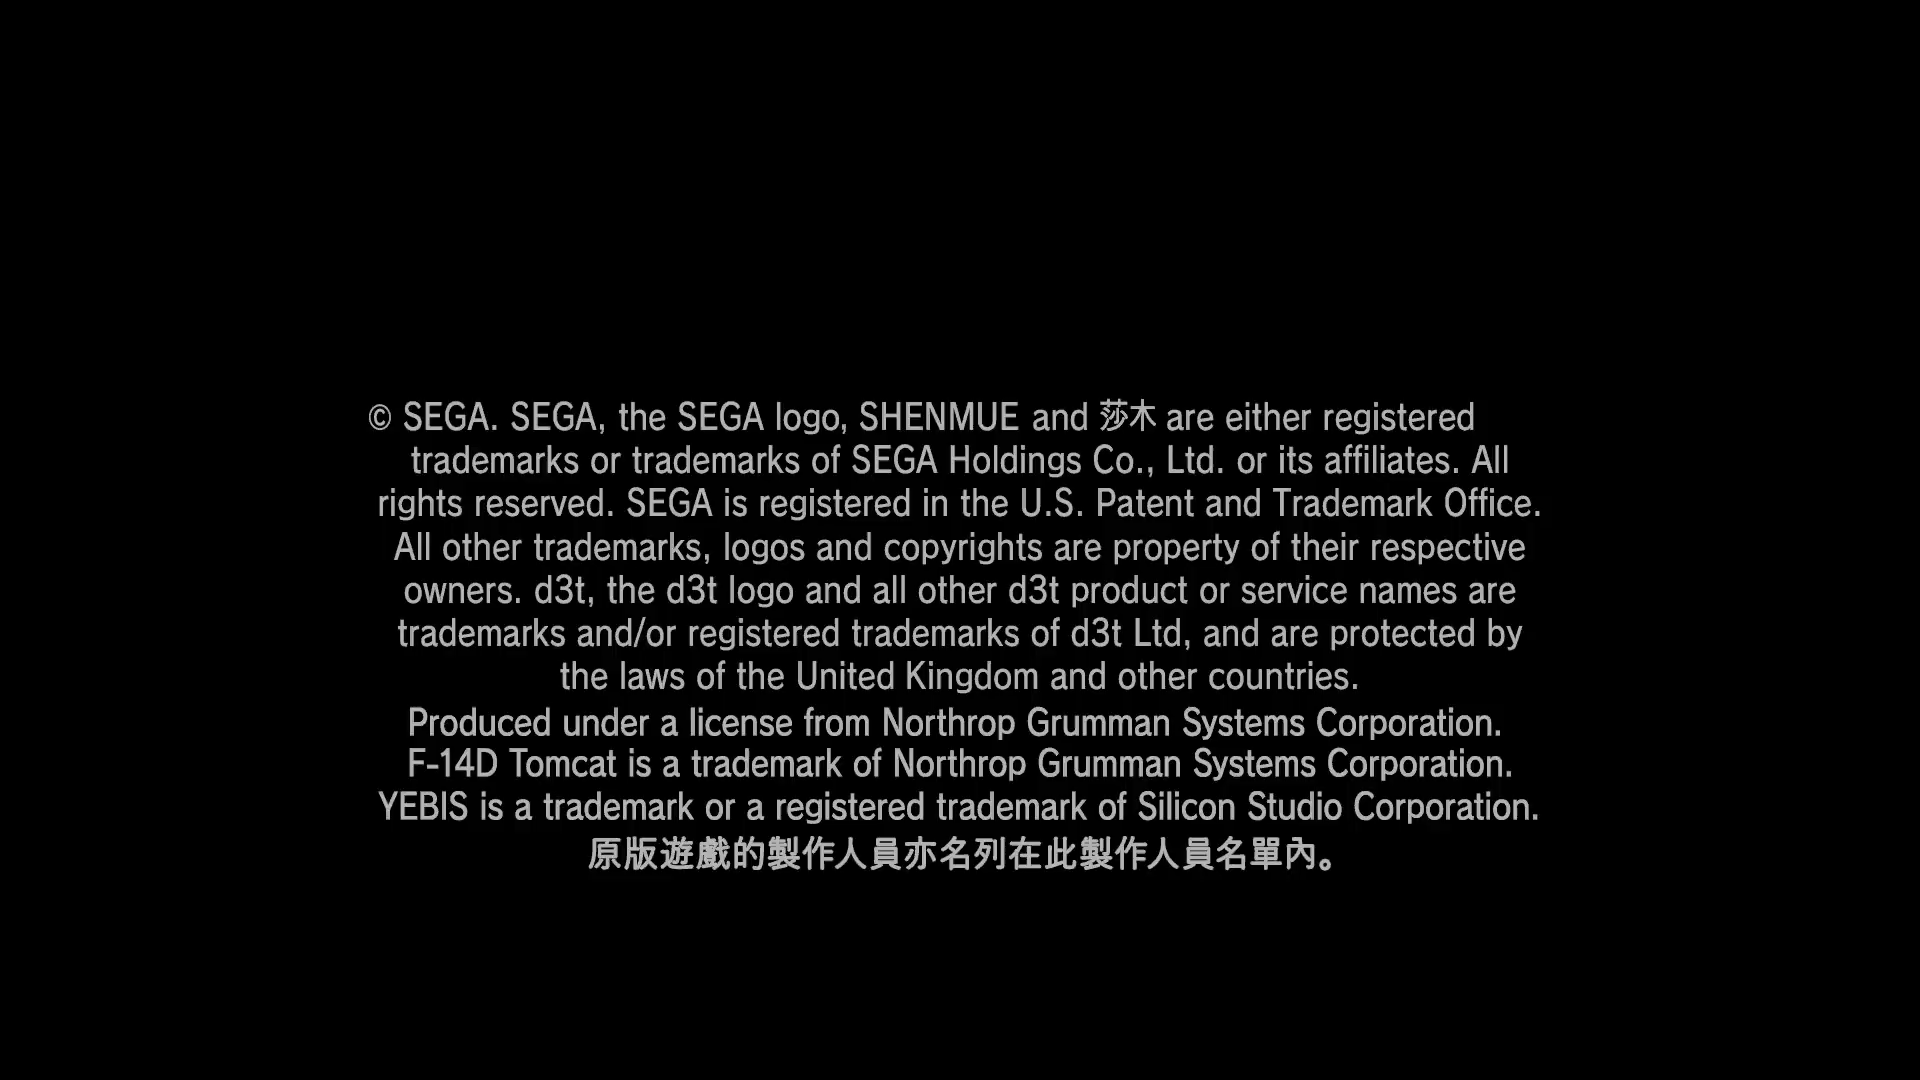 © SEGA. SEGA, the SEGA logo, SHENMUE and 莎木 are either registered
trademarks or trademarks of SEGA Holdings Co., Ltd. or its affiliates. All
rights reserved. SEGA is registered in the U.S. Patent and Trademark Office.
All other trademarks, logos and copyrights are property of their respective
owners. d3t, the d3t logo and all other d3t product or service names are
trademarks and/or registered trademarks of d3t Ltd, and are protected by
the laws of the United Kingdom and other countries.
Produced under a license from Northrop Grumman Systems Corporation.
F-14D Tomcat is a trademark of Northrop Grumman Systems Corporation.
YEBIS is a trademark or a registered trademark of Silicon Studio Corporation.
原版遊戲的製作人員亦名列在此製作人員名單內。